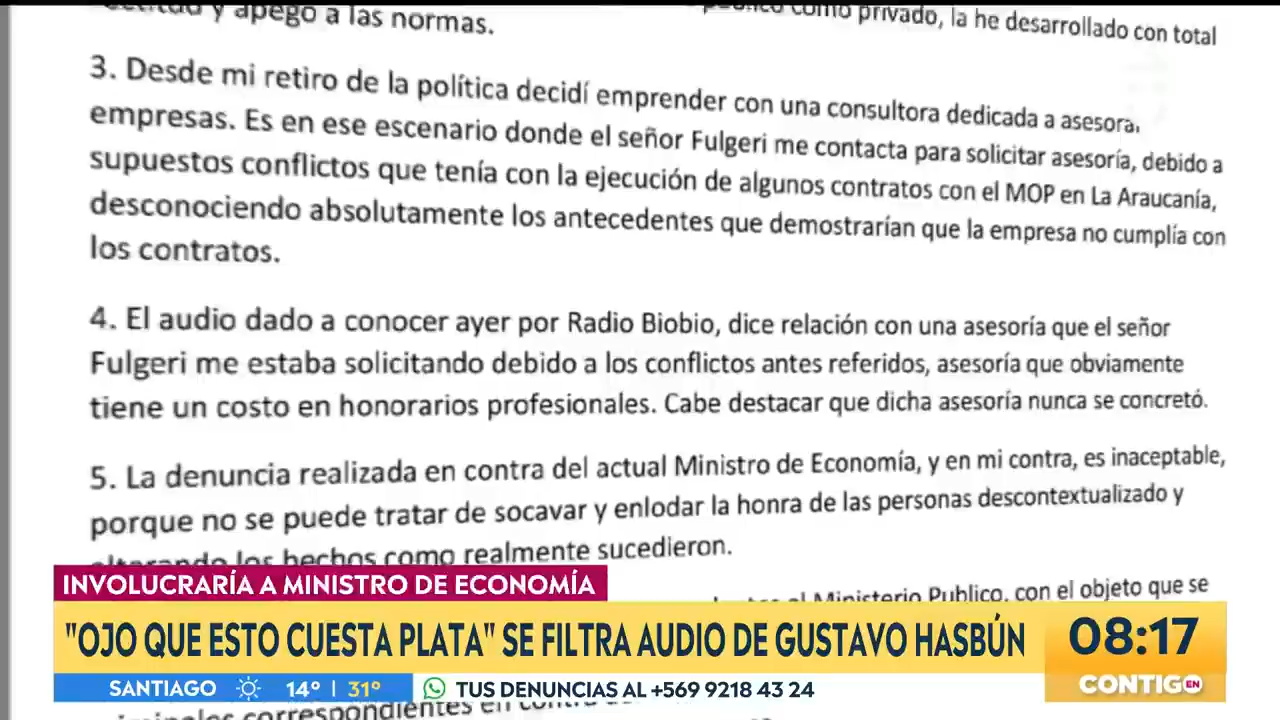 y apego a las normas.
como privado, la he desarrollado con total
3. Desde mi retiro de la política decidí emprender con una consultora dedicada a asesora
empresas. Es en ese escenario donde el señor Fulgeri me contacta para solicitar asesoría, debido a
supuestos conflictos que tenía con la ejecución de algunos contratos con el MOP en La Araucanía,
desconociendo absolutamente los antecedentes que demostrarían que la empresa no cumplía con
los contratos.
4. El audio dado a conocer ayer por Radio Biobio, dice relación con una asesoría que el señor
Fulgeri me estaba solicitando debido a los conflictos antes referidos, asesoría que obviamente
tiene un costo en honorarios profesionales. Cabe destacar que dicha asesoría nunca se concretó.
5. La denuncia realizada en contra del actual Ministro de Economía, y en mi contra, es inaceptable,
porque no se puede tratar de socavar y enlodar la honra de las personas descontextualizado y
alterando los hechos como realmente sucedieron.
al Ministerio Publico, con el objeto que se
INVOLUCRARÍA A MINISTRO DE ECONOMÍA
"OJO QUE ESTO CUESTA PLATA" SE FILTRA AUDIO DE GUSTAVO HASBÚN
08:17
CONTIGO EN
SANTIAGO 14° | 31° TUS DENUNCIAS AL +569 9218 43 24
correspondientes en contra